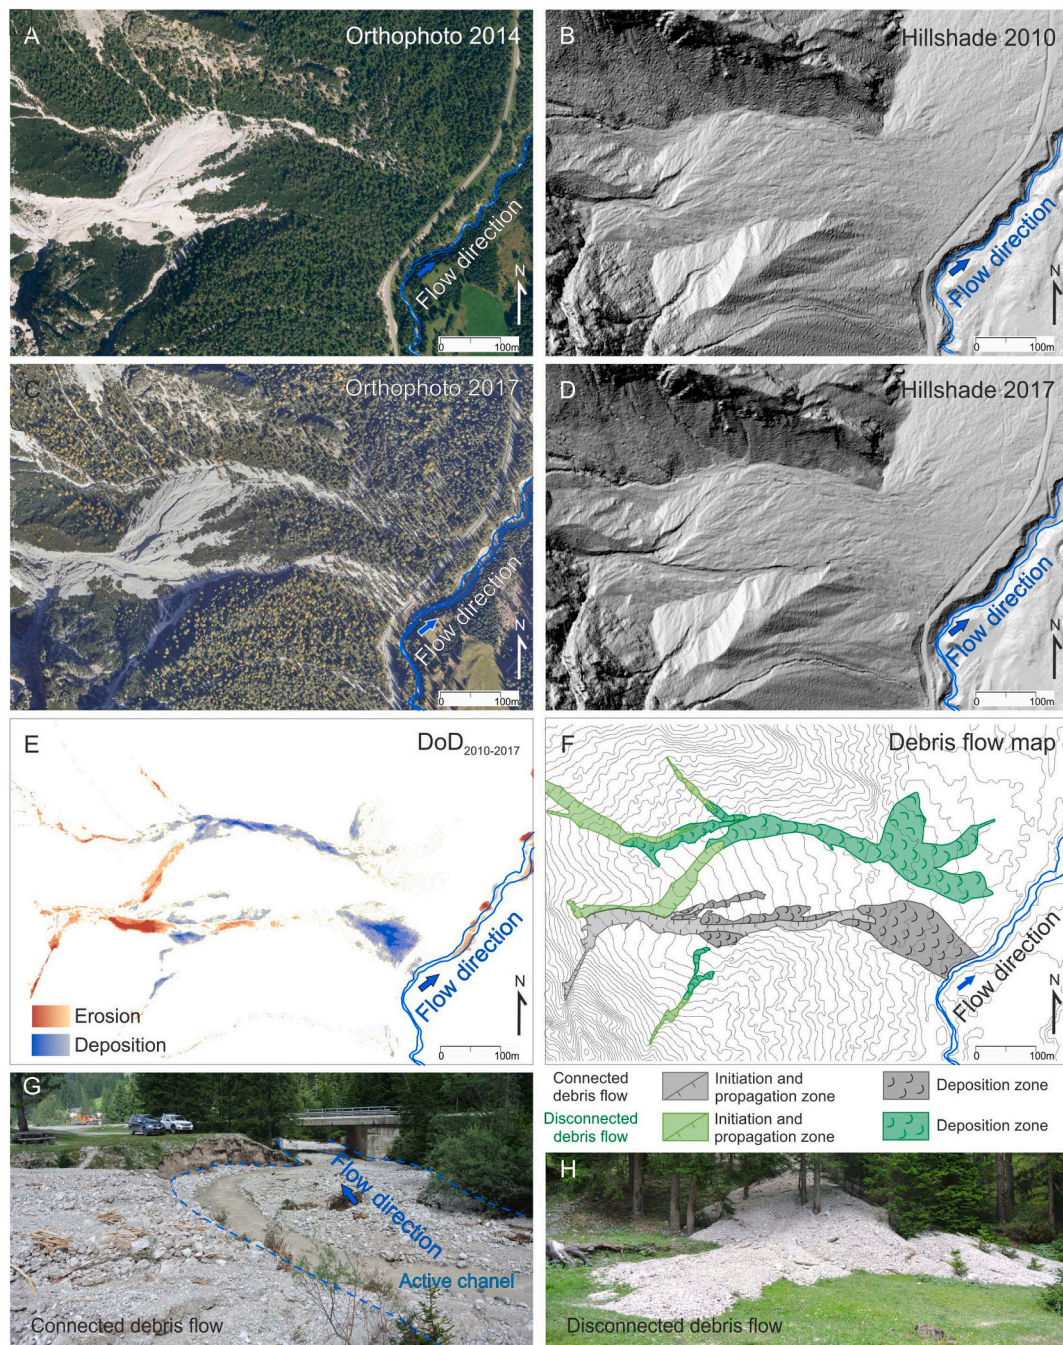 A
Orthophoto 2014
Flow direction
N
0 100m
B
Hillshade 2010
Flow direction
N
0 100m
C
Orthophoto 2017
Flow direction
N
0 100m
D
Hillshade 2017
Flow direction
N
0 100m
E
DoD2010-2017
Flow direction
N
Erosion
Deposition
0 100m
F
Debris flow map
Flow direction
N
0 100m
Connected
debris flow
Initiation and
propagation zone
Deposition zone
Disconnected
debris flow
Initiation and
propagation zone
Deposition zone
G
Flow direction
Active chanel
Connected debris flow
H
Disconnected debris flow